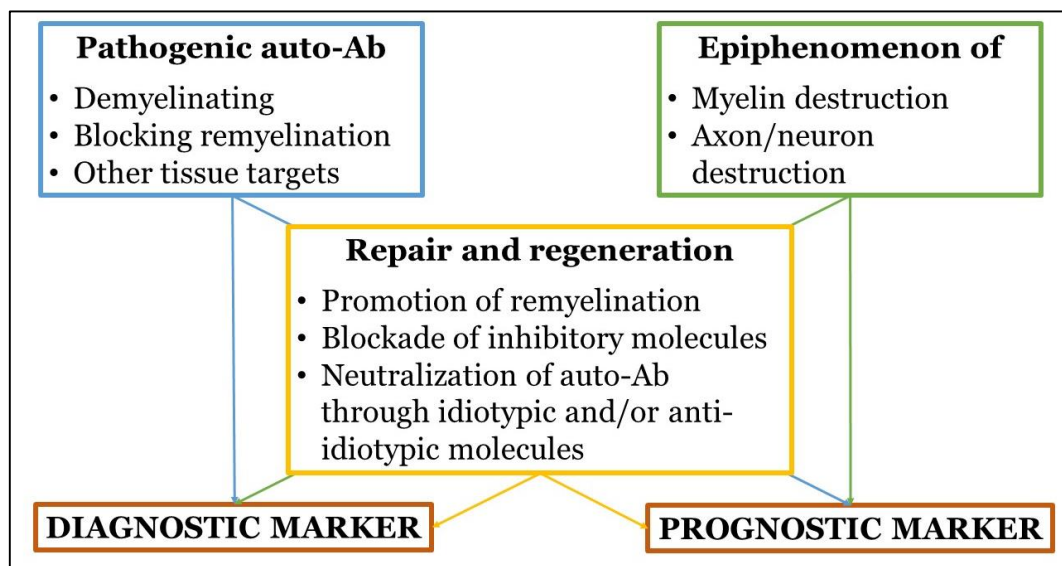 Pathogenic auto-Ab
• Demyelinating
• Blocking remyelination
• Other tissue targets
Epiphenomenon of
• Myelin destruction
• Axon/neuron
destruction
Repair and regeneration
• Promotion of remyelination
• Blockade of inhibitory molecules
• Neutralization of auto-Ab
through idiotypic and/or anti-
idiotypic molecules
DIAGNOSTIC MARKER
PROGNOSTIC MARKER